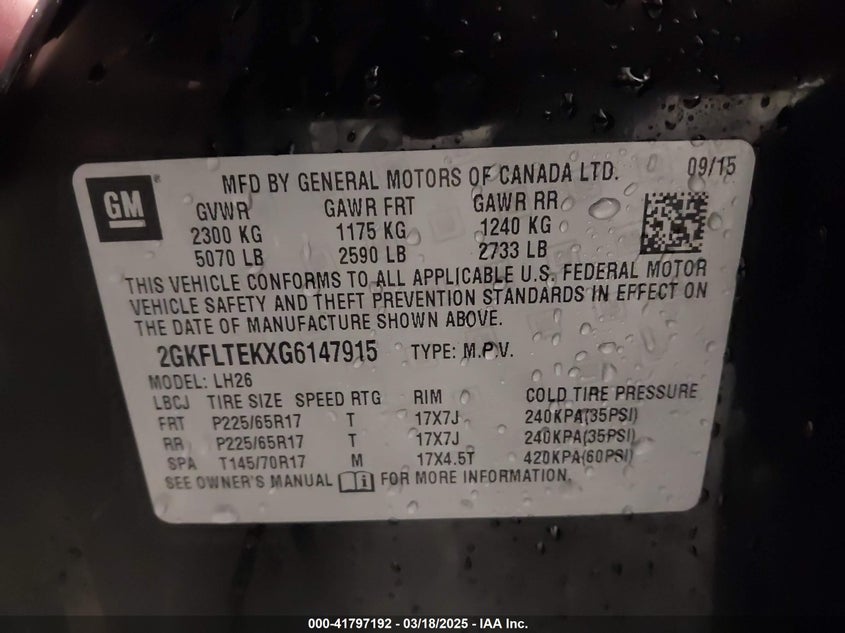 GM ®
MFD BY GENERAL MOTORS OF CANADA LTD. 09/15
GVWR GAWR FRT GAWR RR
2300 KG 1175 KG 1240 KG
5070 LB 2590 LB 2733 LB
THIS VEHICLE CONFORMS TO ALL APPLICABLE U.S. FEDERAL MOTOR
VEHICLE SAFETY AND THEFT PREVENTION STANDARDS IN EFFECT ON
THE DATE OF MANUFACTURE SHOWN ABOVE.
2GKFLTEKXG6147915 TYPE: M.P.V.
MODEL: LH26
LBCJ TIRE SIZE SPEED RTG RIM COLD TIRE PRESSURE
FRT P225/65R17 T 17X7J 240KPA(35PSI)
RR P225/65R17 T 17X7J 240KPA(35PSI)
SPA T145/70R17 M 17X4.5T 420KPA(60PSI)
SEE OWNER'S MANUAL i FOR MORE INFORMATION.
000-41797192 - 03/18/2025 - IAA Inc.